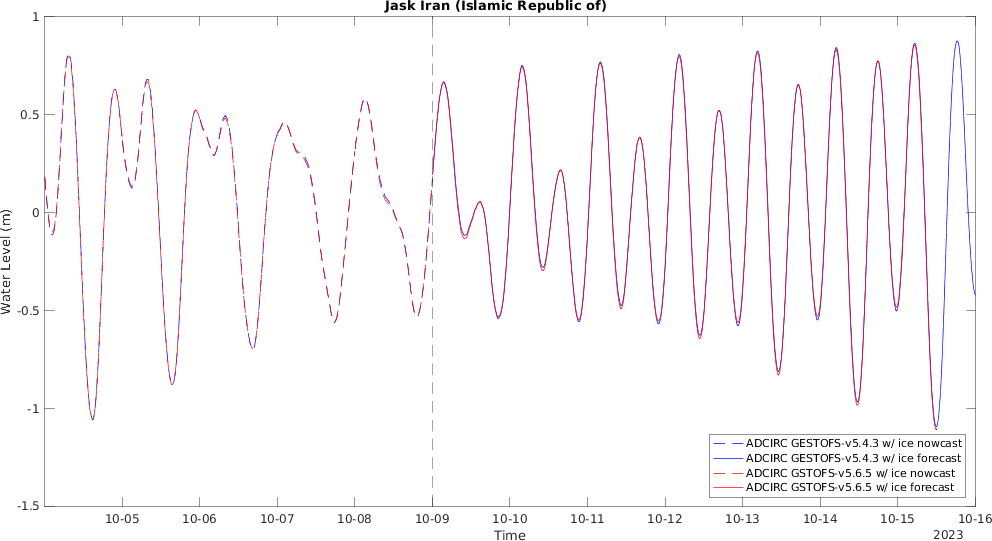 Jask Iran (Islamic Republic of)
1
0.5
0
-0.5
-1
-1.5
Water Level (m)
ADCIRC GESTOFS-v5.4.3 w/ ice nowcast
ADCIRC GESTOFS-v5.4.3 w/ ice forecast
ADCIRC GSTOFS-v5.6.5 w/ ice nowcast
ADCIRC GSTOFS-v5.6.5 w/ ice forecast
10-05 10-06 10-07 10-08 10-09 10-10 10-11 10-12 10-13 10-14 10-15 10-16
Time
2023